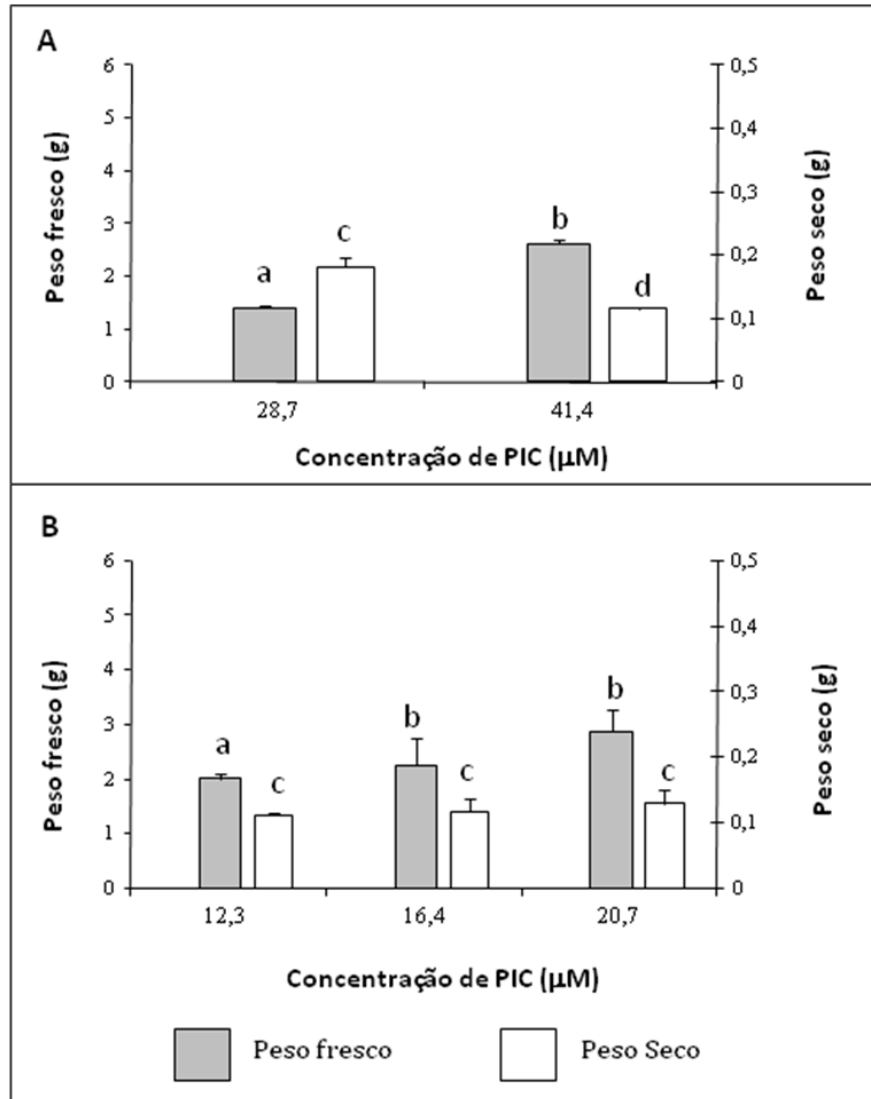 A
6
5
4
3
2
1
0
Peso fresco (g)
0,5
0,4
0,3
0,2
0,1
0
Peso seco (g)
a
c
b
d
28,7
41,4
Concentração de PIC (µM)
B
6
5
4
3
2
1
0
Peso fresco (g)
0,5
0,4
0,3
0,2
0,1
0
Peso seco (g)
a
c
b
c
b
c
12,3
16,4
20,7
Concentração de PIC (µM)
Peso fresco
Peso Seco